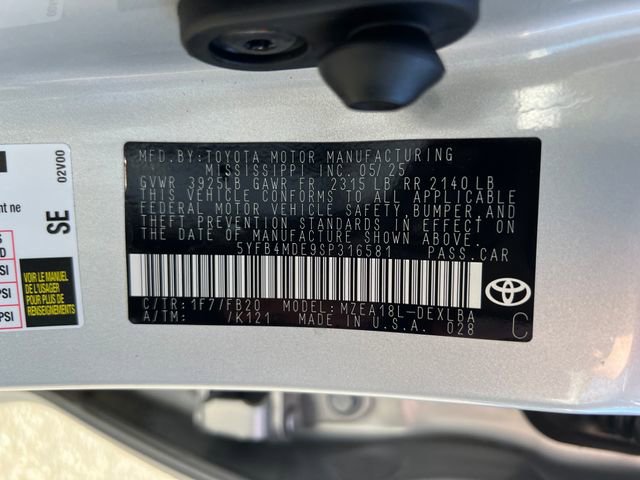 MFD.BY:TOYOTA MOTOR MANUFACTURING
MISSISSIPPI INC. 05/25
GVWR 3925LB GAWR FR 2315 LB RR 2140 LB
THIS VEHICLE CONFORMS TO ALL APPLICABLE
FEDERAL MOTOR VEHICLE SAFETY, BUMPER,AND
THEFT PREVENTION STANDARDS IN EFFECT ON
THE DATE OF MANUFACTURE SHOWN ABOVE.
5YFB4MDE9SP316581 PASS.CAR
C/TR:1F7/FB20 MODEL:MZEA18L-DEXLBA
A/TM: /K121 MADE IN U.S.A. 028
C
02V00
SE
nt ne
S
D
PSI
PSI
PSI
VOIR LE MANUEL
DE L'USAGER
POUR PLUS DE
RENSEIGNEMENTS